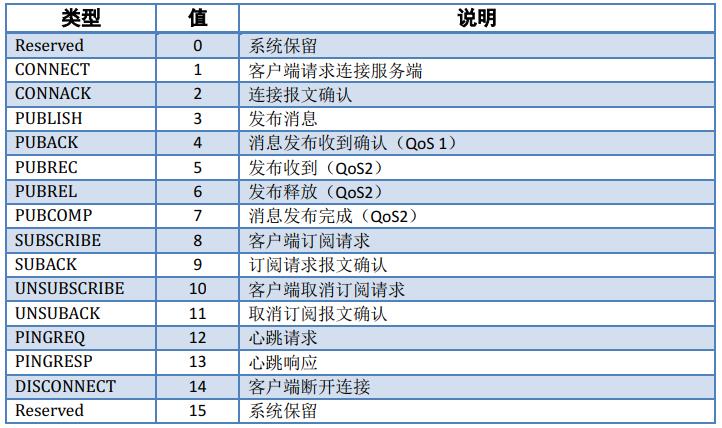 类型 值 说明
Reserved 0 系统保留
CONNECT 1 客户端请求连接服务端
CONNACK 2 连接报文确认
PUBLISH 3 发布消息
PUBACK 4 消息发布收到确认（QoS 1）
PUBREC 5 发布收到（QoS2）
PUBREL 6 发布释放（QoS2）
PUBCOMP 7 消息发布完成（QoS2）
SUBSCRIBE 8 客户端订阅请求
SUBACK 9 订阅请求报文确认
UNSUBSCRIBE 10 客户端取消订阅请求
UNSUBACK 11 取消订阅报文确认
PINGREQ 12 心跳请求
PINGRESP 13 心跳响应
DISCONNECT 14 客户端断开连接
Reserved 15 系统保留